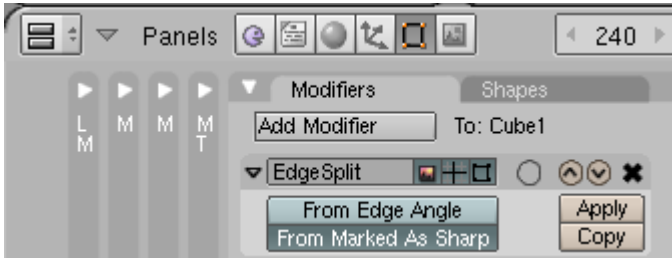 Panels 240
Modifiers Shapes
L M M M M T
Add Modifier To: Cube1
EdgeSplit
From Edge Angle Apply
From Marked As Sharp Copy